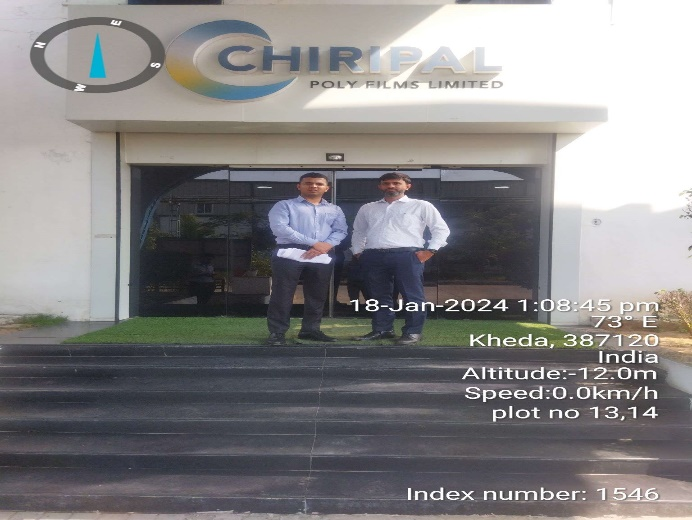 N
E
S
W
CHIRIPAL
POLY FILMS LIMITED
18-Jan-2024 1:08:45 pm
73° E
Kheda, 387120
India
Altitude:-12.0m
Speed:0.0km/h
plot no 13,14
Index number: 1546